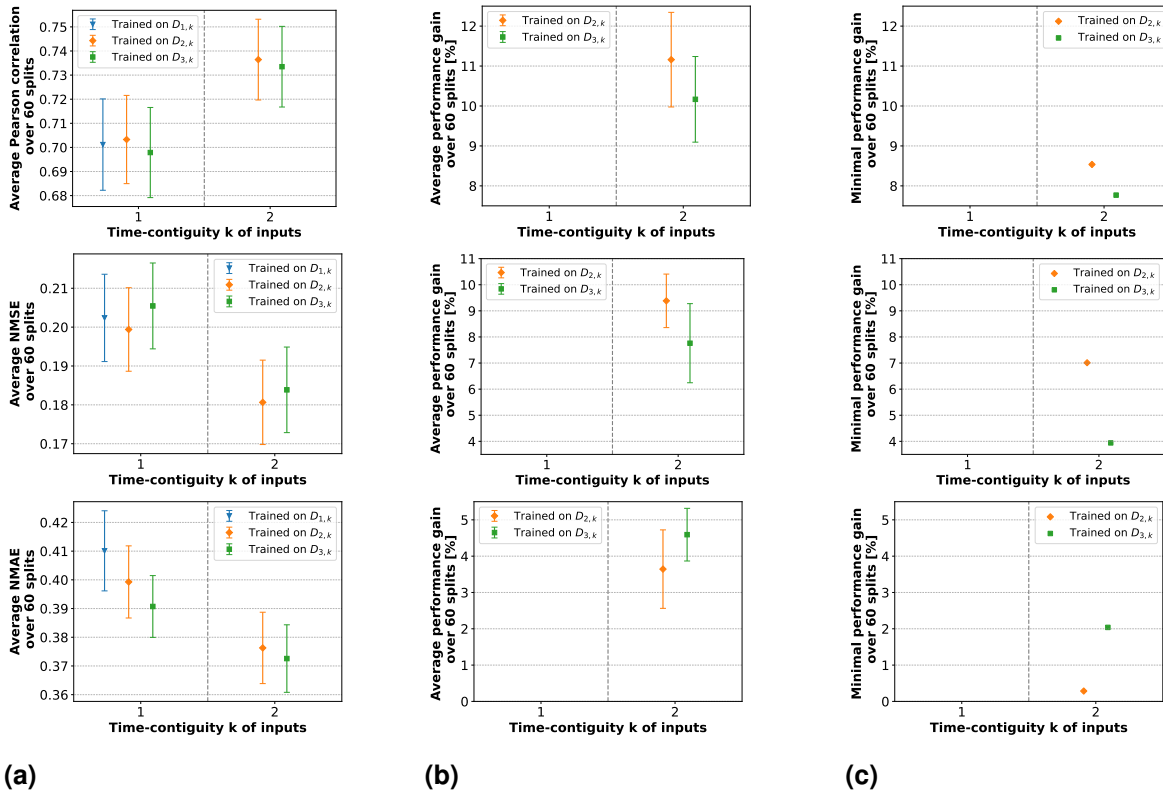 Average Pearson correlation
over 60 splits
0.75
0.74
0.73
0.72
0.71
0.70
0.69
0.68
Trained on D1,k
Trained on D2,k
Trained on D3,k
1
2
Time-contiguity k of inputs
Average performance gain
over 60 splits [%]
12
11
10
9
8
Trained on D2,k
Trained on D3,k
1
2
Time-contiguity k of inputs
Minimal performance gain
over 60 splits [%]
12
11
10
9
8
Trained on D2,k
Trained on D3,k
1
2
Time-contiguity k of inputs
Average NMSE
over 60 splits
0.21
0.20
0.19
0.18
0.17
Trained on D1,k
Trained on D2,k
Trained on D3,k
1
2
Time-contiguity k of inputs
Average performance gain
over 60 splits [%]
11
10
9
8
7
6
5
4
Trained on D2,k
Trained on D3,k
1
2
Time-contiguity k of inputs
Minimal performance gain
over 60 splits [%]
11
10
9
8
7
6
5
4
Trained on D2,k
Trained on D3,k
1
2
Time-contiguity k of inputs
Average NMAE
over 60 splits
0.42
0.41
0.40
0.39
0.38
0.37
0.36
Trained on D1,k
Trained on D2,k
Trained on D3,k
1
2
Time-contiguity k of inputs
Average performance gain
over 60 splits [%]
5
4
3
2
1
0
Trained on D2,k
Trained on D3,k
1
2
Time-contiguity k of inputs
Minimal performance gain
over 60 splits [%]
5
4
3
2
1
0
Trained on D2,k
Trained on D3,k
1
2
Time-contiguity k of inputs
(a)
(b)
(c)